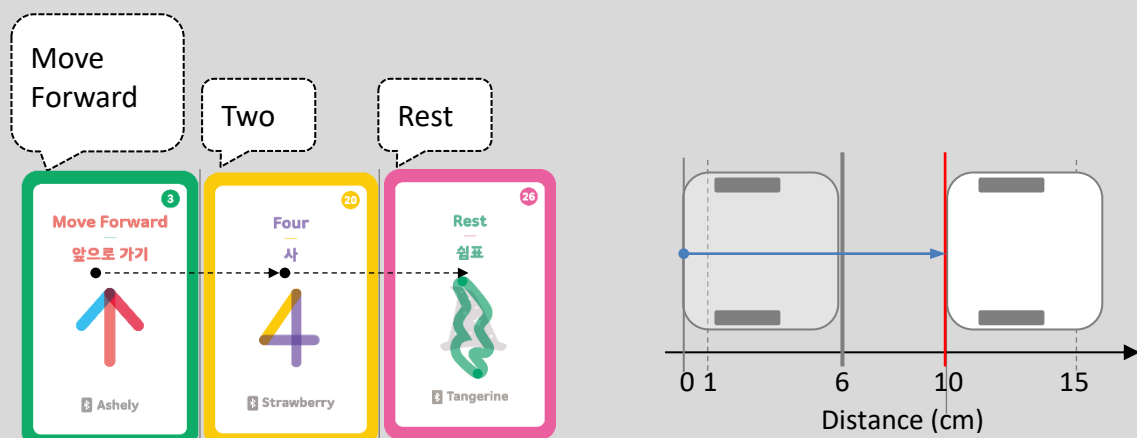 Move
Forward
Two
Rest
3
Move Forward
앞으로 가기
Ashely
20
Four
사
4
Strawberry
26
Rest
쉼표
Tangerine
0 1 6 10 15
Distance (cm)